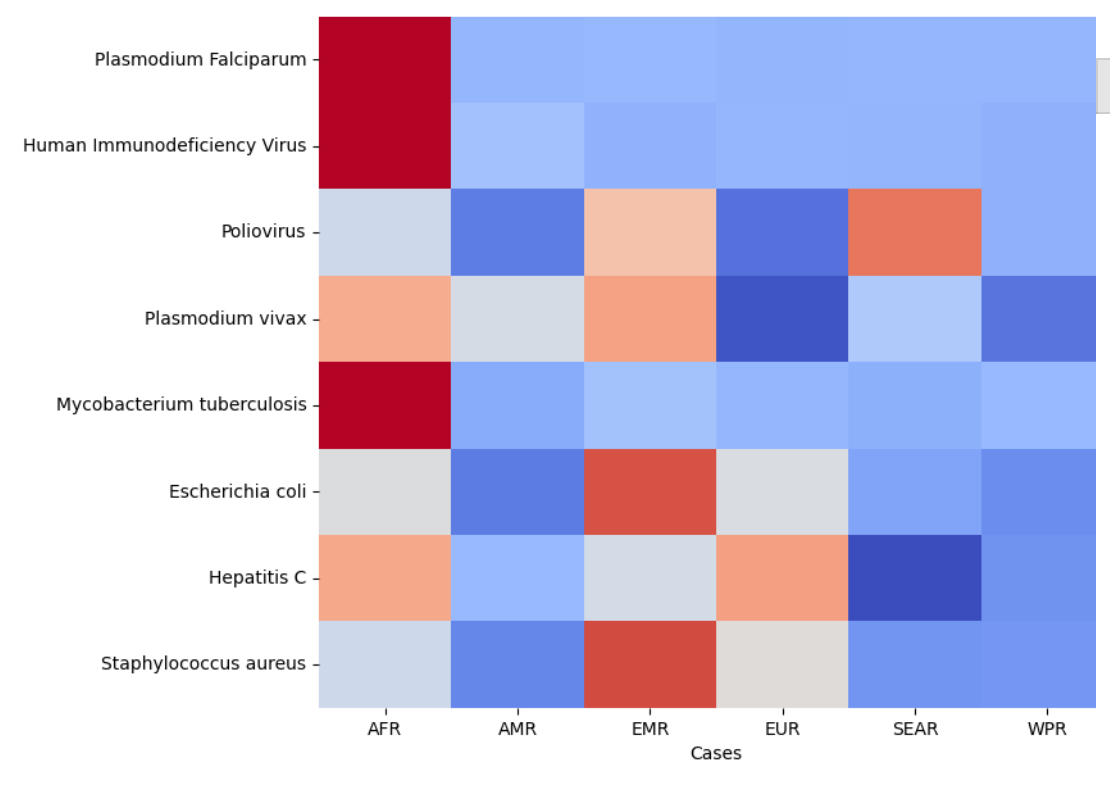 Plasmodium Falciparum
Human Immunodeficiency Virus
Poliovirus
Plasmodium vivax
Mycobacterium tuberculosis
Escherichia coli
Hepatitis C
Staphylococcus aureus
AFR AMR EMR EUR SEAR WPR
Cases